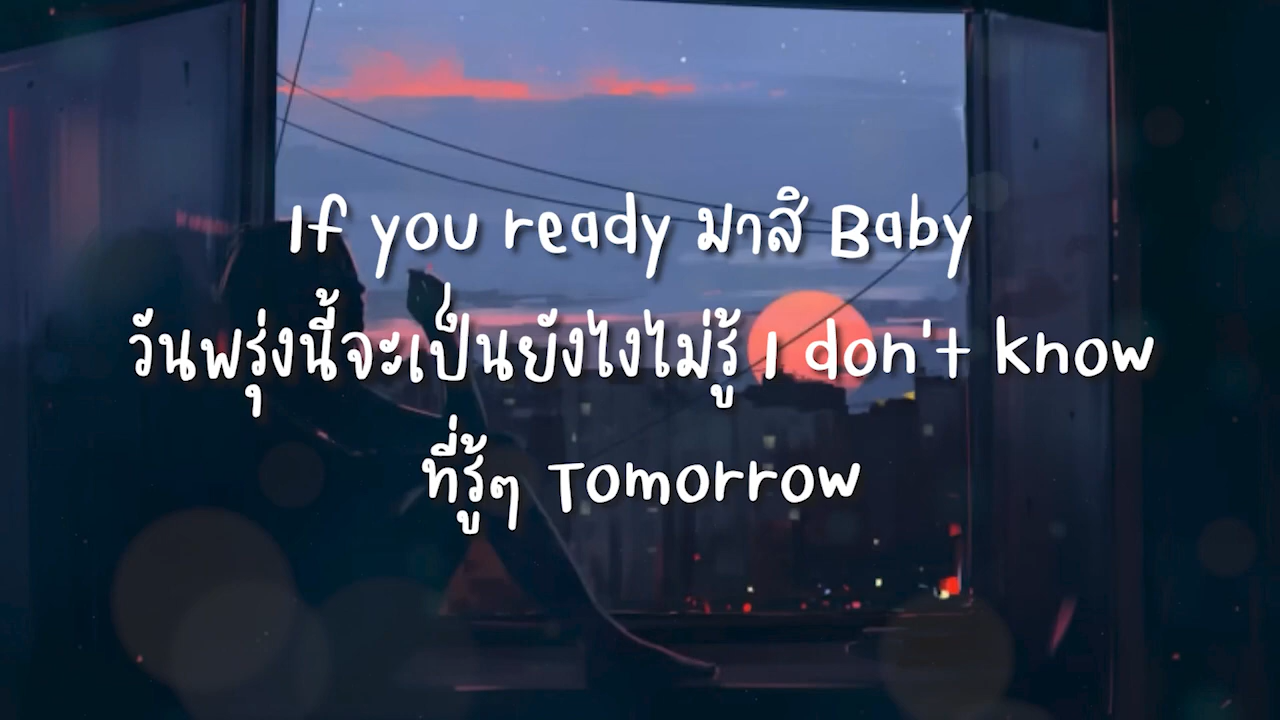 If you ready มาสิ Baby
วันพรุ่งนี้จะเป็นยังไงไม่รู้ I don't know
ที่รู้ๆ Tomorrow